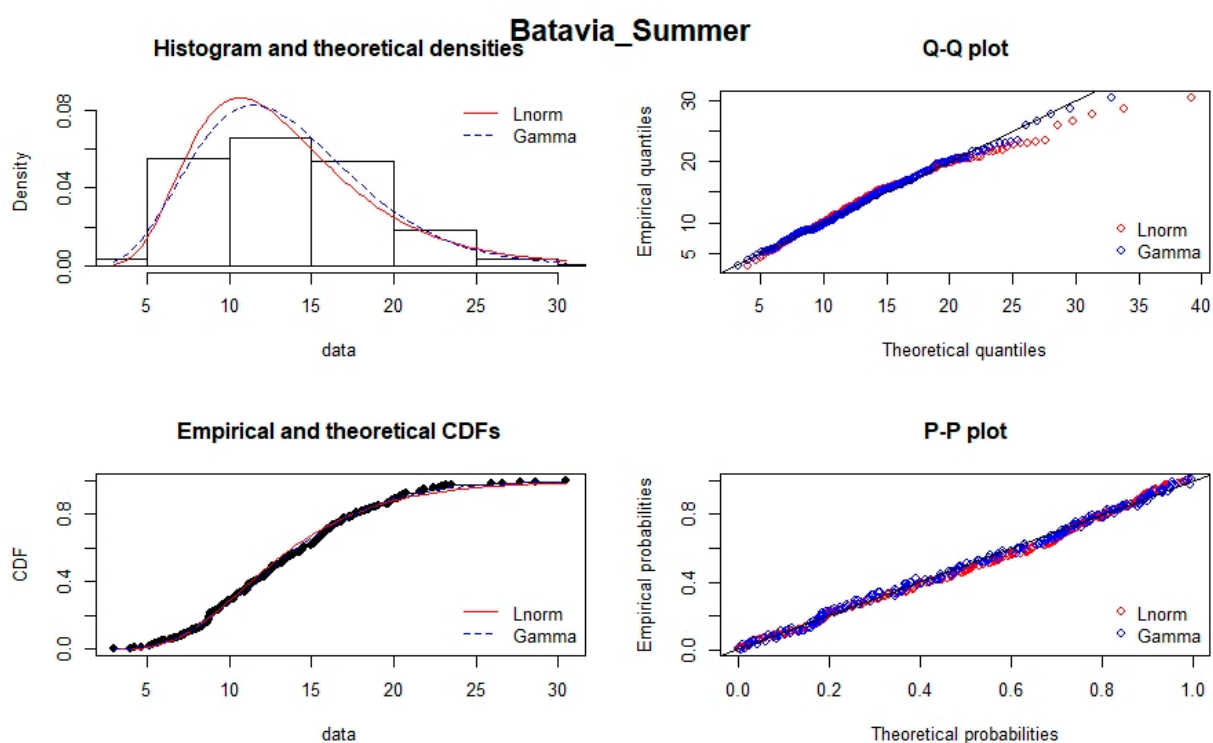 Batavia_Summer
Histogram and theoretical densities
Density
0.00
0.04
0.08
Lnorm
Gamma
5 10 15 20 25 30
data
Q-Q plot
Empirical quantiles
5
10
20
30
Lnorm
Gamma
5 10 15 20 25 30 35 40
Theoretical quantiles
Empirical and theoretical CDFs
CDF
0.0
0.4
0.8
Lnorm
Gamma
5 10 15 20 25 30
data
P-P plot
Empirical probabilities
0.0
0.4
0.8
Lnorm
Gamma
0.0 0.2 0.4 0.6 0.8 1.0
Theoretical probabilities